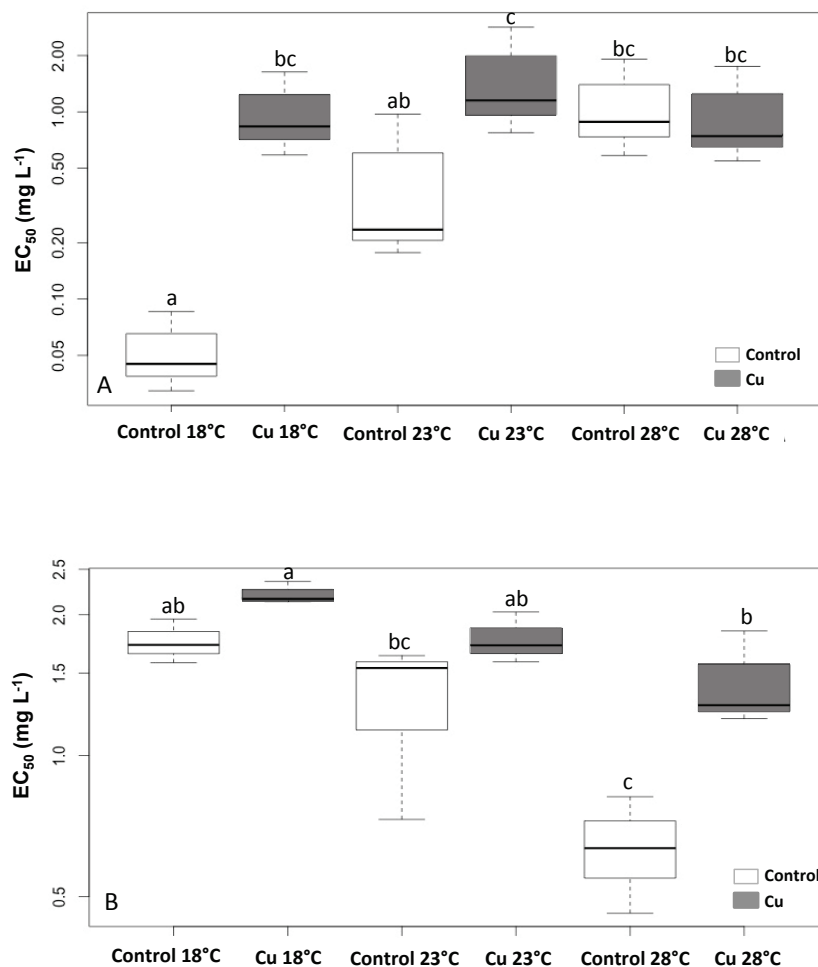 c
bc
bc
bc
ab
a
2.00
1.00
0.50
0.20
0.10
0.05
EC50 (mg L-1)
A
Control
Cu
Control 18°C
Cu 18°C
Control 23°C
Cu 23°C
Control 28°C
Cu 28°C
a
ab
ab
bc
b
c
2.5
2.0
1.5
1.0
0.5
EC50 (mg L-1)
B
Control
Cu
Control 18°C
Cu 18°C
Control 23°C
Cu 23°C
Control 28°C
Cu 28°C